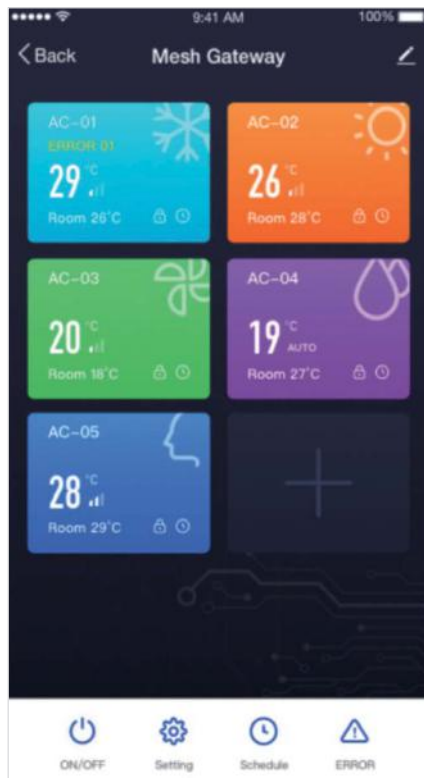 9:41 AM
100%
Back
Mesh Gateway
AC-01
ERROR 01
29 °C
Room 26°C
AC-02
26 °C
Room 28°C
AC-03
20 °C
Room 18°C
AC-04
19 °C
AUTO
Room 27°C
AC-05
28 °C
Room 29°C
ON/OFF
Setting
Schedule
ERROR